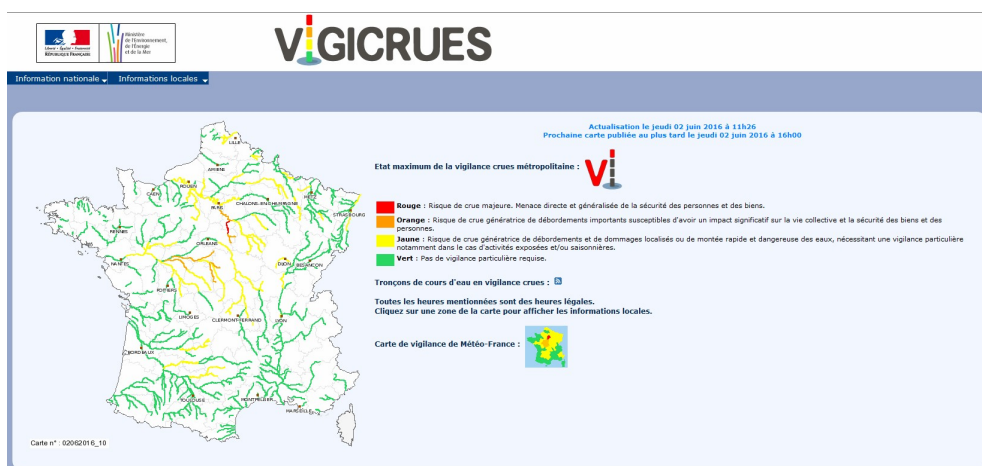 Liberté • Égalité • Fraternité
RÉPUBLIQUE FRANÇAISE
Ministère
de l'Environnement,
de l'Énergie
et de la Mer
VIGICRUES
Information nationale
Informations locales
Actualisation le jeudi 02 juin 2016 à 11h26
Prochaine carte publiée au plus tard le jeudi 02 juin 2016 à 16h00
Etat maximum de la vigilance crues métropolitaine :
Rouge : Risque de crue majeure. Menace directe et généralisée de la sécurité des personnes et des biens.
Orange : Risque de crue génératrice de débordements importants susceptibles d'avoir un impact significatif sur la vie collective et la sécurité des biens et des
personnes.
Jaune : Risque de crue génératrice de débordements et de dommages localisés ou de montée rapide et dangereuse des eaux, nécessitant une vigilance particulière
notamment dans le cas d'activités exposées et/ou saisonnières.
Vert : Pas de vigilance particulière requise.
Tronçons de cours d'eau en vigilance crues :
Toutes les heures mentionnées sont des heures légales.
Cliquez sur une zone de la carte pour afficher les informations locales.
Carte de vigilance de Météo-France :
LILLE
AMIENS
ROUEN
CAEN
CHALONS-EN-CHAMPAGNE
STRASBOURG
RENNES
ORLEANS
NANTES
DIJON
BESANCON
POITIERS
LIMOGES
CLERMONT-FERRAND
LYON
BORDEAUX
TOULOUSE
MONTPELLIER
MARSEILLE
Carte n° : 02062016_10